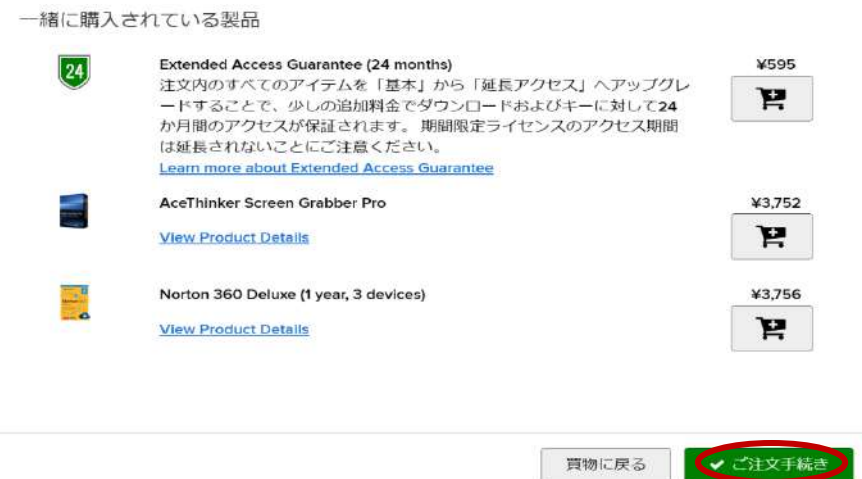 一緒に購入されている製品
24
Extended Access Guarantee (24 months)
¥595
注文内のすべてのアイテムを「基本」から「延長アクセス」へアップグレ
ードすることで、少しの追加料金でダウンロードおよびキーに対して24
か月間のアクセスが保証されます。 期間限定ライセンスのアクセス期間
は延長されないことにご注意ください。
Learn more about Extended Access Guarantee
AceThinker Screen Grabber Pro
¥3,752
View Product Details
Norton 360 Deluxe (1 year, 3 devices)
¥3,756
View Product Details
買物に戻る
ご注文手続き